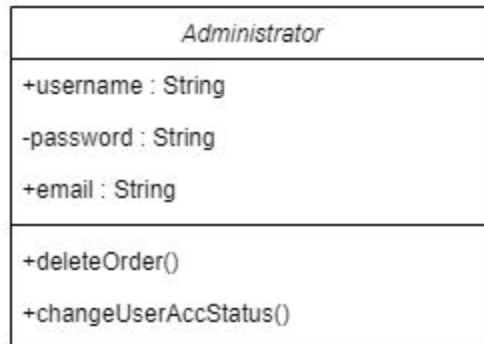 Administrator
+username : String
-password : String
+email : String
+deleteOrder()
+changeUserAccStatus()